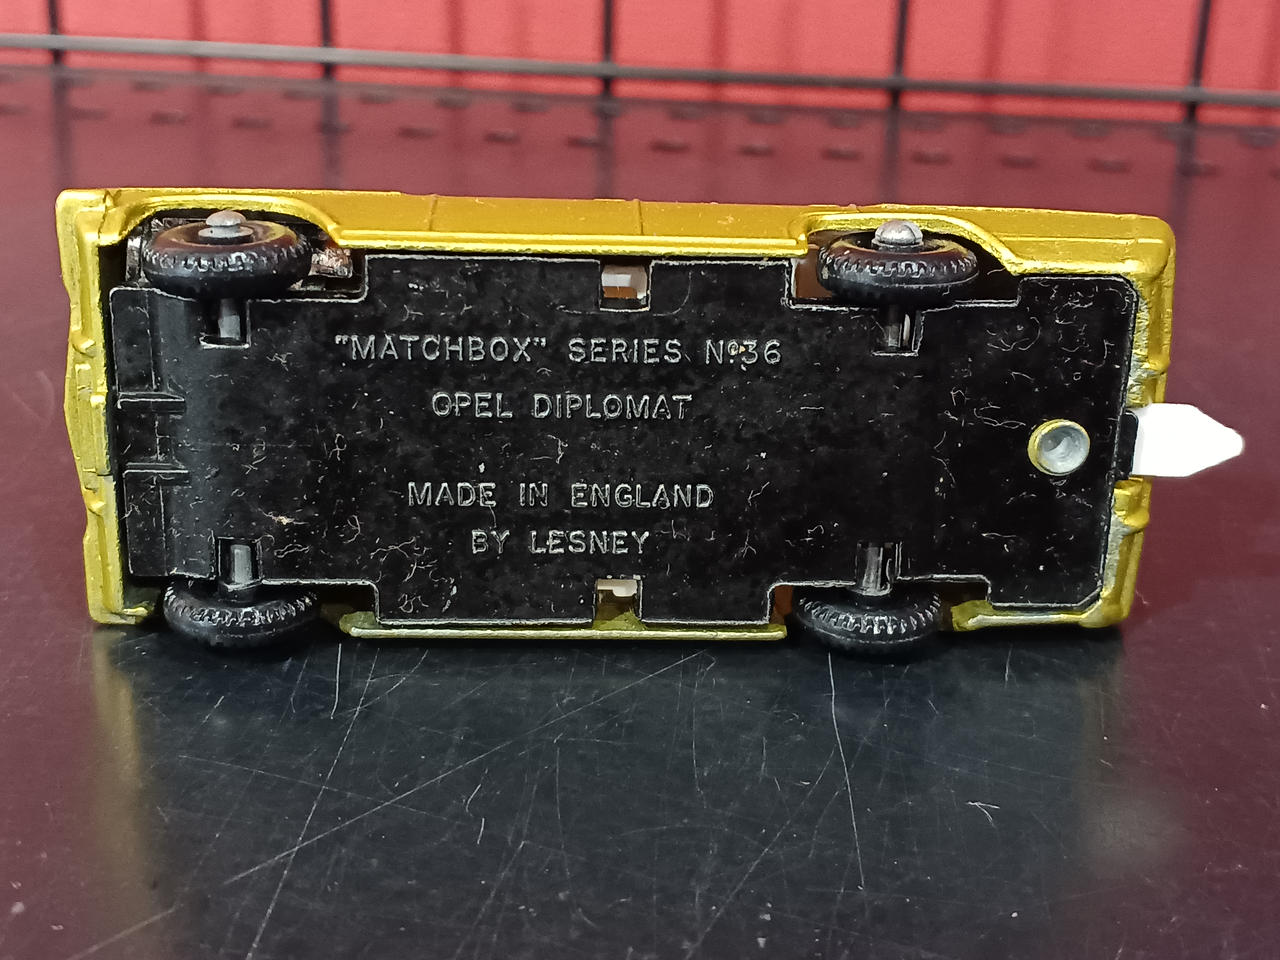 "MATCHBOX" SERIES Nº36
OPEL DIPLOMAT
MADE IN ENGLAND
BY LESNEY